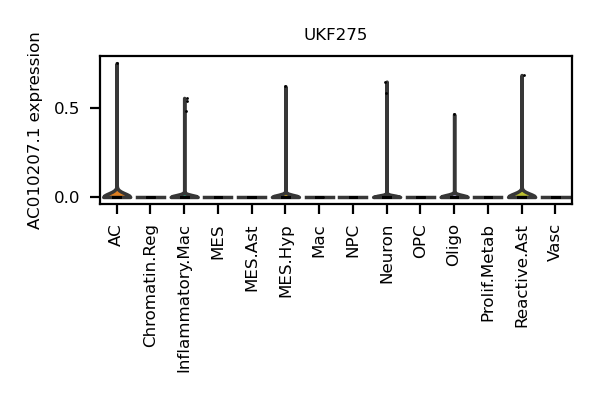 UKF275
AC010207.1 expression
0.5
0.0
AC
Chromatin.Reg
Inflammatory.Mac
MES
MES.Ast
MES.Hyp
Mac
NPC
Neuron
OPC
Oligo
Prolif.Metab
Reactive.Ast
Vasc